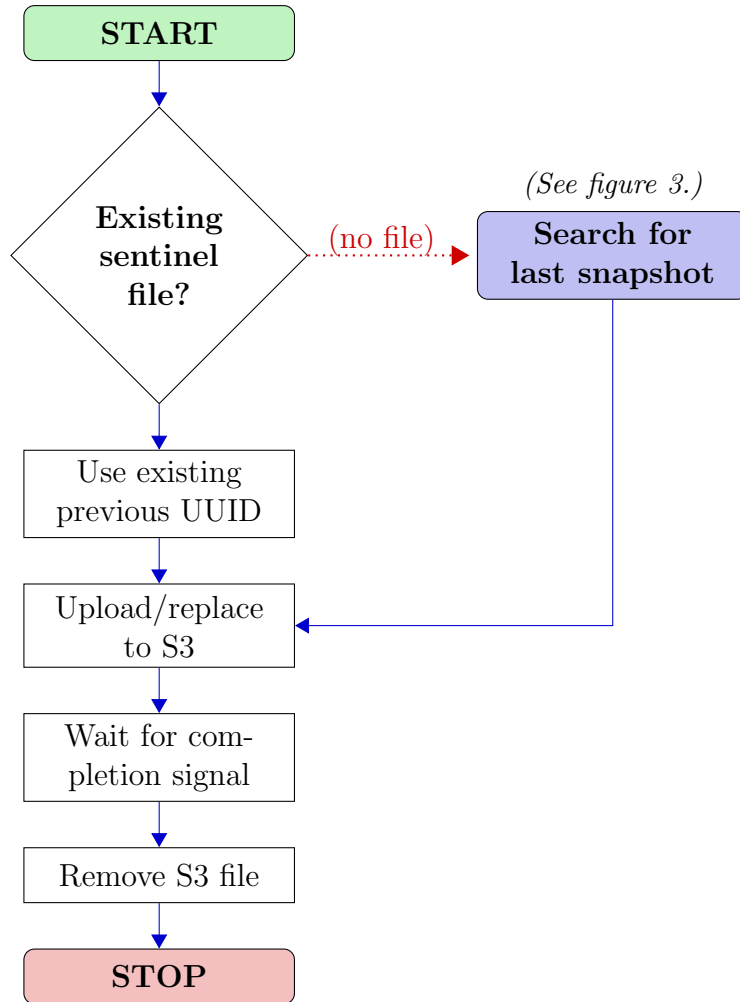 START
Existing
sentinel
file?
(no file)
(See figure 3.)
Search for
last snapshot
Use existing
previous UUID
Upload/replace
to S3
Wait for com-
pletion signal
Remove S3 file
STOP